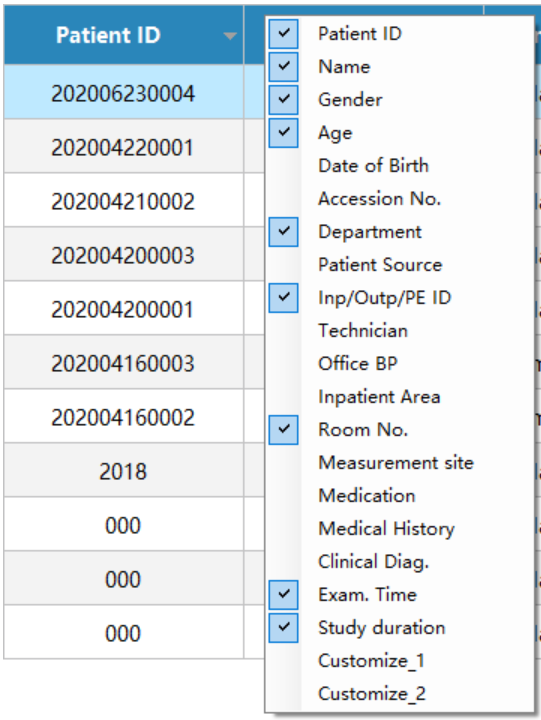 Patient ID
202006230004
202004220001
202004210002
202004200003
202004200001
202004160003
202004160002
2018
000
000
000
Patient ID
Name
Gender
Age
Date of Birth
Accession No.
Department
Patient Source
Inp/Outp/PE ID
Technician
Office BP
Inpatient Area
Room No.
Measurement site
Medication
Medical History
Clinical Diag.
Exam. Time
Study duration
Customize_1
Customize_2